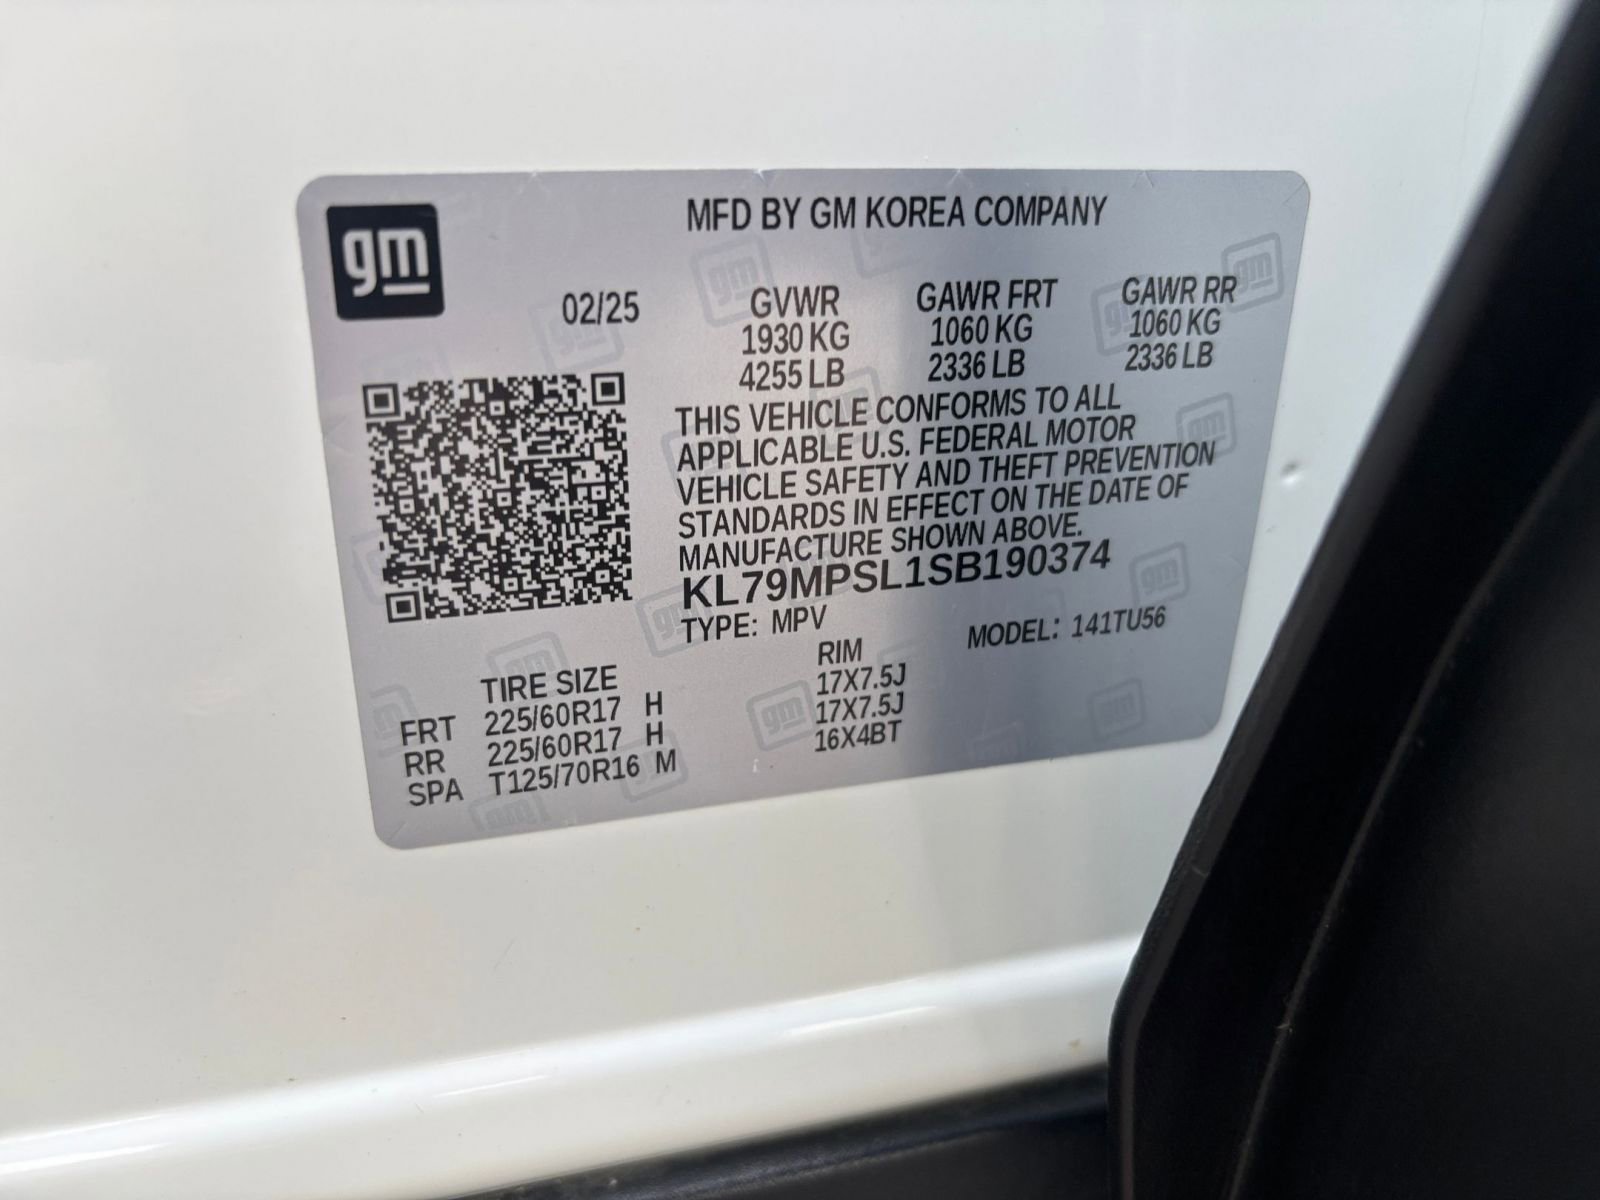 gm
MFD BY GM KOREA COMPANY
02/25
GVWR GAWR FRT GAWR RR
1930 KG 1060 KG 1060 KG
4255 LB 2336 LB 2336 LB
THIS VEHICLE CONFORMS TO ALL
APPLICABLE U.S. FEDERAL MOTOR
VEHICLE SAFETY AND THEFT PREVENTION
STANDARDS IN EFFECT ON THE DATE OF
MANUFACTURE SHOWN ABOVE.
KL79MPSL1SB190374
TYPE: MPV MODEL: 141TU56
TIRE SIZE RIM
FRT 225/60R17 H 17X7.5J
RR 225/60R17 H 17X7.5J
SPA T125/70R16 M 16X4BT